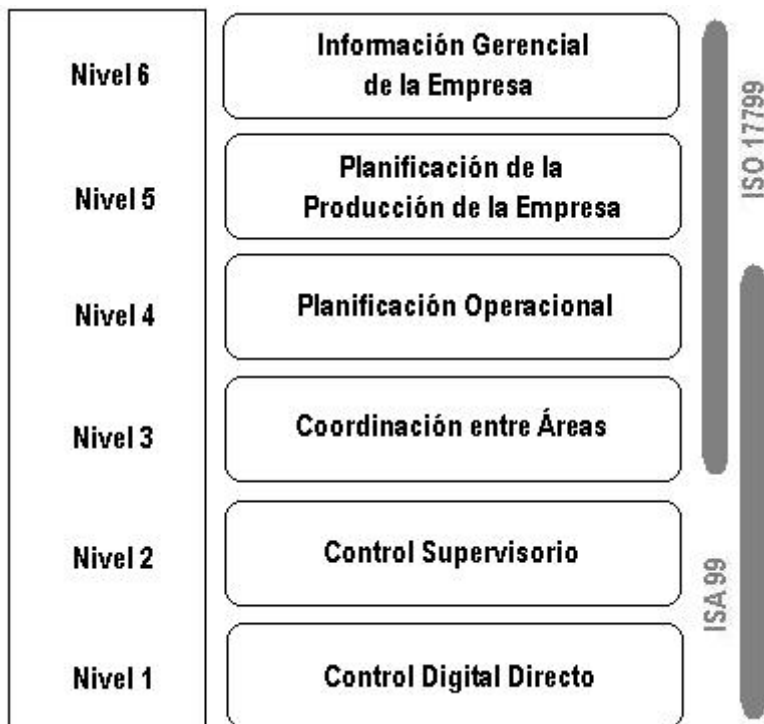 Nivel 6
Información Gerencial
de la Empresa
Nivel 5
Planificación de la
Producción de la Empresa
Nivel 4
Planificación Operacional
Nivel 3
Coordinación entre Áreas
Nivel 2
Control Supervisorio
Nivel 1
Control Digital Directo
ISO 17799
ISA 99